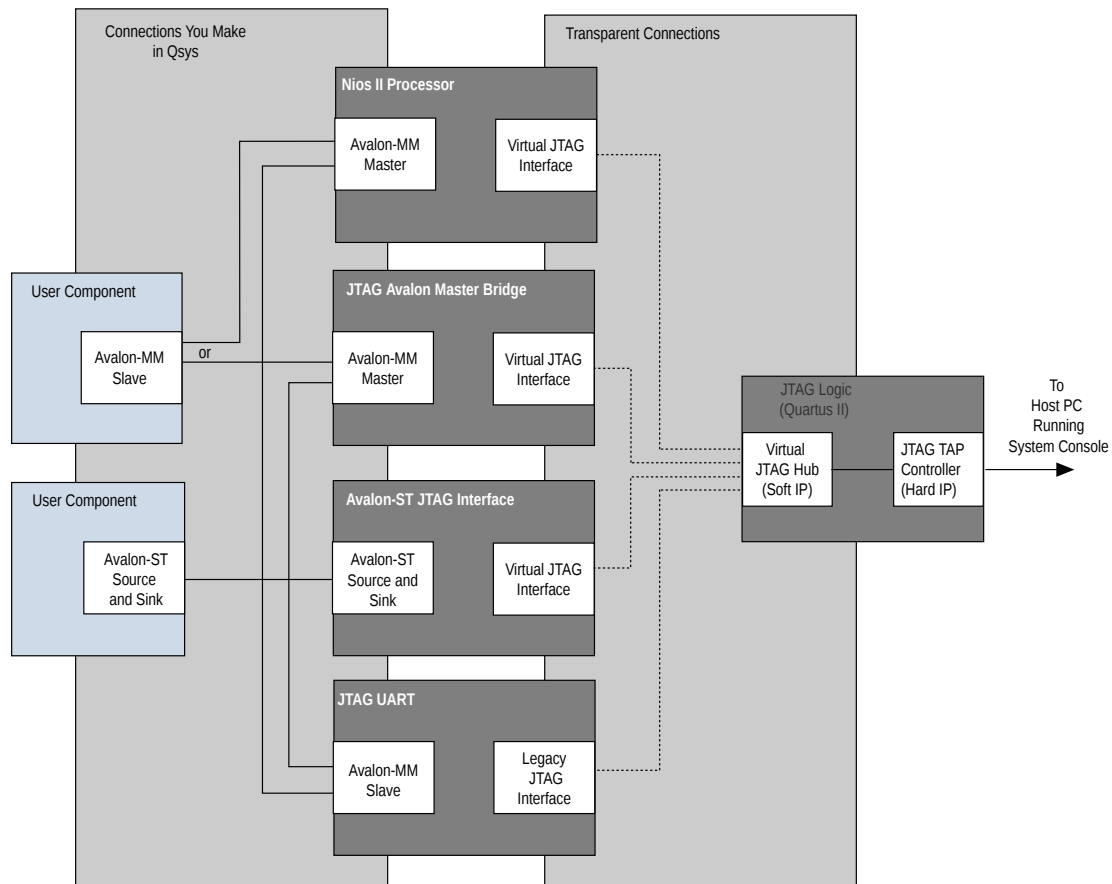 Connections You Make
in Qsys
Transparent Connections
Nios II Processor
Avalon-MM
Master
Virtual JTAG
Interface
User Component
Avalon-MM
Slave
or
JTAG Avalon Master Bridge
Avalon-MM
Master
Virtual JTAG
Interface
JTAG Logic
(Quartus II)
Virtual
JTAG Hub
(Soft IP)
JTAG TAP
Controller
(Hard IP)
To
Host PC
Running
System Console
User Component
Avalon-ST
Source
and Sink
Avalon-ST JTAG Interface
Avalon-ST
Source and
Sink
Virtual JTAG
Interface
JTAG UART
Avalon-MM
Slave
Legacy
JTAG
Interface